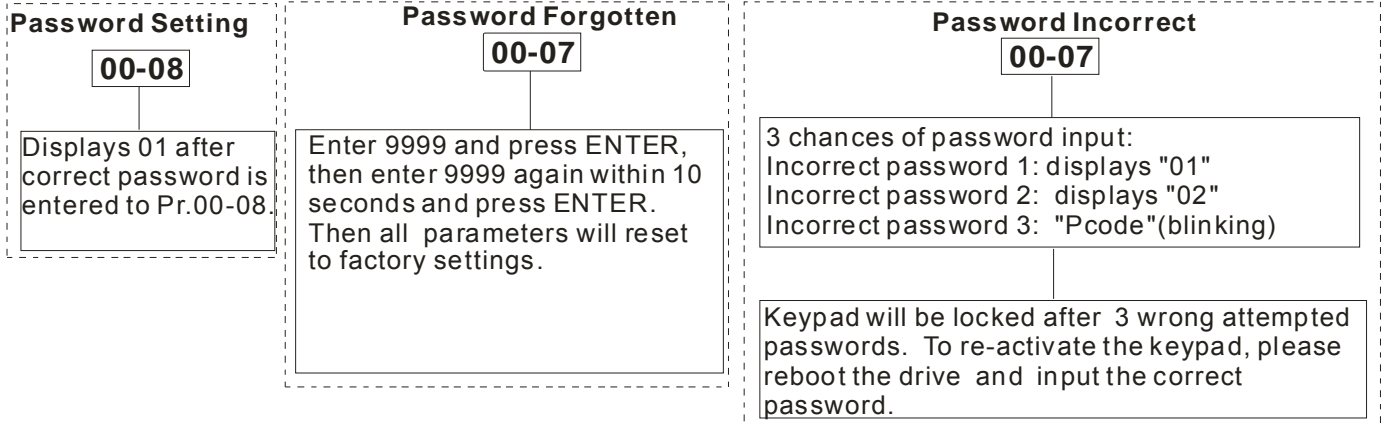 Password Setting
00-08
Displays 01 after
correct password is
entered to Pr.00-08.
Password Forgotten
00-07
Enter 9999 and press ENTER,
then enter 9999 again within 10
seconds and press ENTER.
Then all parameters will reset
to factory settings.
Password Incorrect
00-07
3 chances of password input:
Incorrect password 1: displays "01"
Incorrect password 2: displays "02"
Incorrect password 3: "Pcode"(blinking)
Keypad will be locked after 3 wrong attempted
passwords. To re-activate the keypad, please
reboot the drive and input the correct
password.